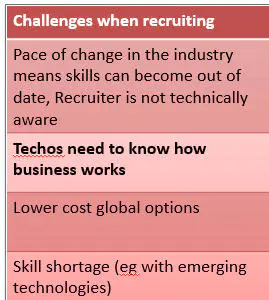 Challenges when recruiting
Pace of change in the industry
means skills can become out of
date, Recruiter is not technically
aware
Techos need to know how
business works
Lower cost global options
Skill shortage (eg with emerging
technologies)